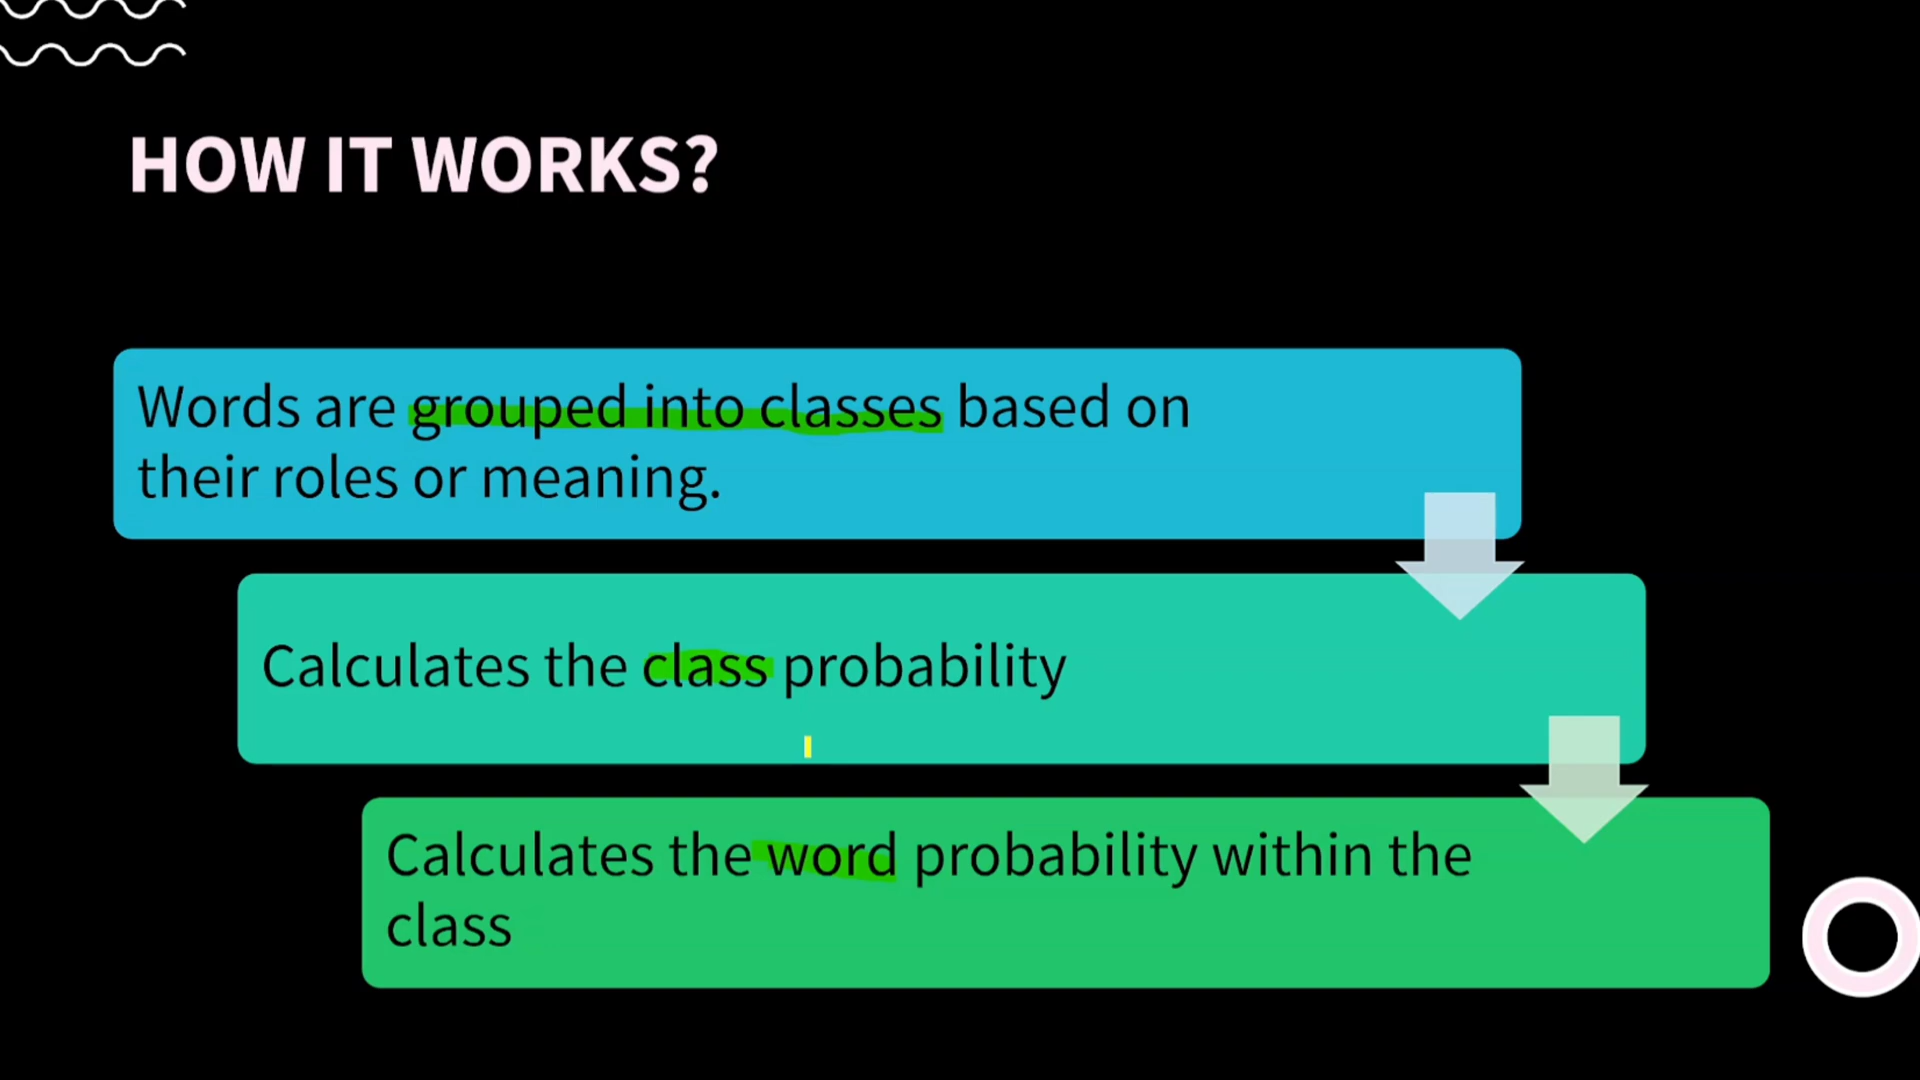 HOW IT WORKS?
Words are grouped into classes based on
their roles or meaning.
Calculates the class probability
Calculates the word probability within the
class